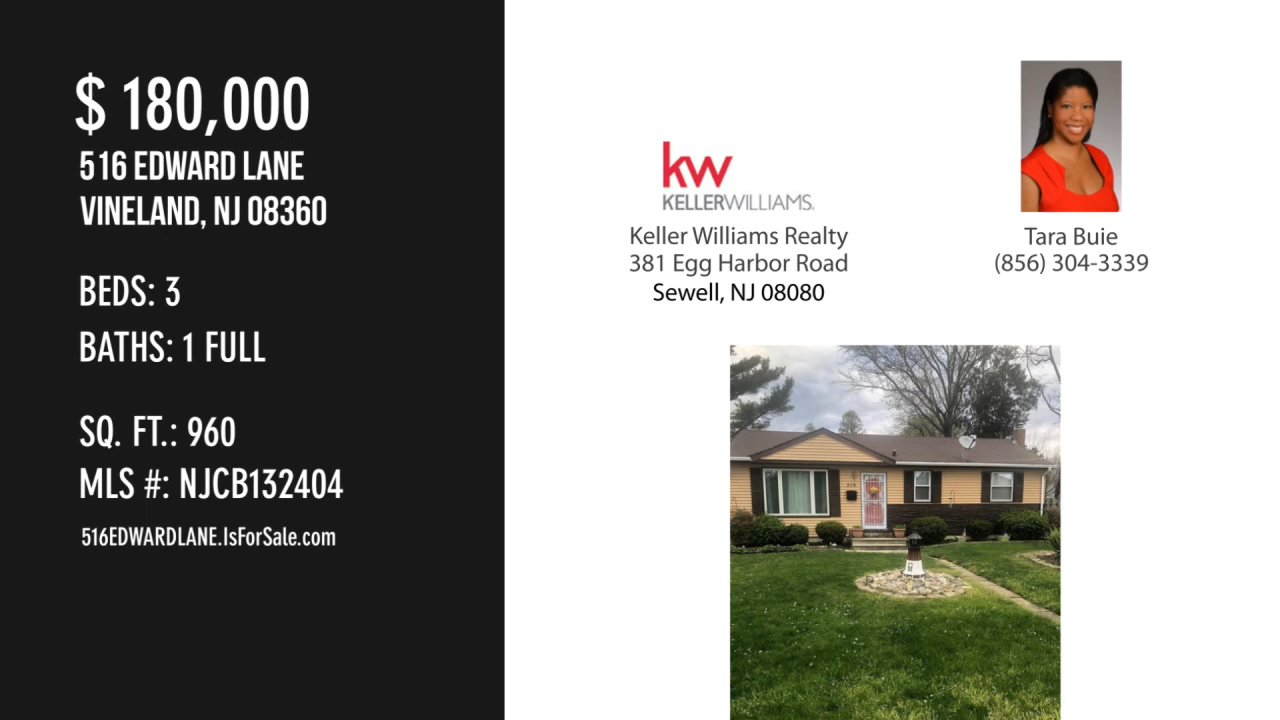 $ 180,000
516 EDWARD LANE
VINELAND, NJ 08360
BEDS: 3
BATHS: 1 FULL
SQ. FT.: 960
MLS #: NJCB132404
516EDWARDLANE.IsForSale.com
kw
KELLERWILLIAMS.
Keller Williams Realty
381 Egg Harbor Road
Sewell, NJ 08080
Tara Buie
(856) 304-3339